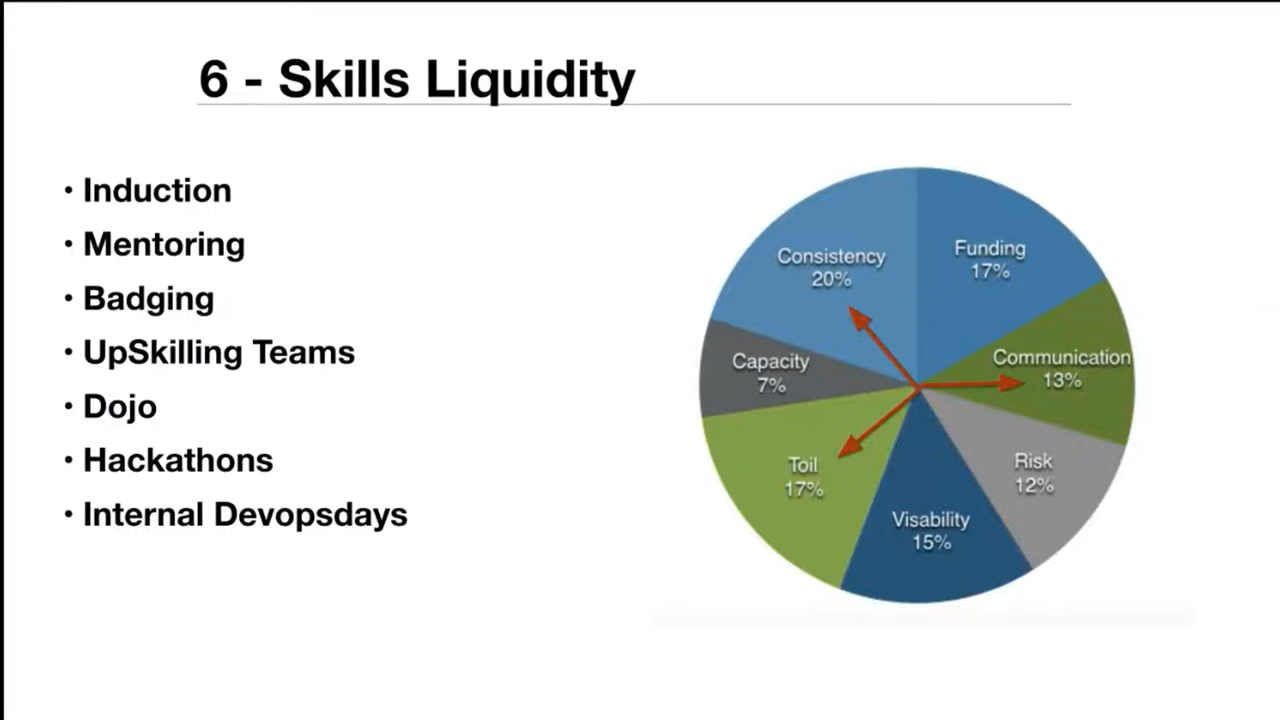 6 - Skills Liquidity
• Induction
• Mentoring
• Badging
• UpSkilling Teams
• Dojo
• Hackathons
• Internal Devopsdays
Consistency
20%
Funding
17%
Capacity
7%
Communication
13%
Toil
17%
Risk
12%
Visability
15%